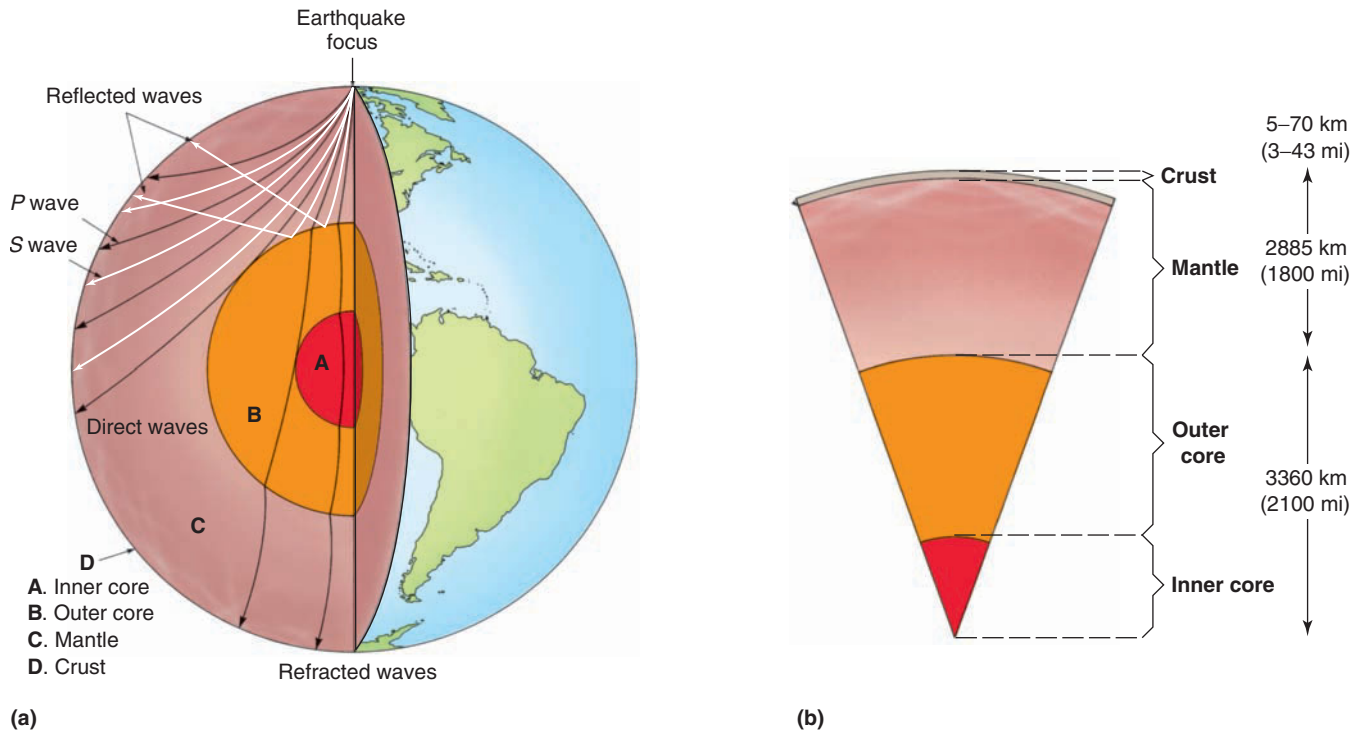 Earthquake
focus
Reflected waves
P wave
S wave
A
B
Direct waves
C
D
A. Inner core
B. Outer core
C. Mantle
D. Crust
Refracted waves
(a)
5–70 km
(3–43 mi)
Crust
2885 km
(1800 mi)
Mantle
Outer
core
3360 km
(2100 mi)
Inner core
(b)